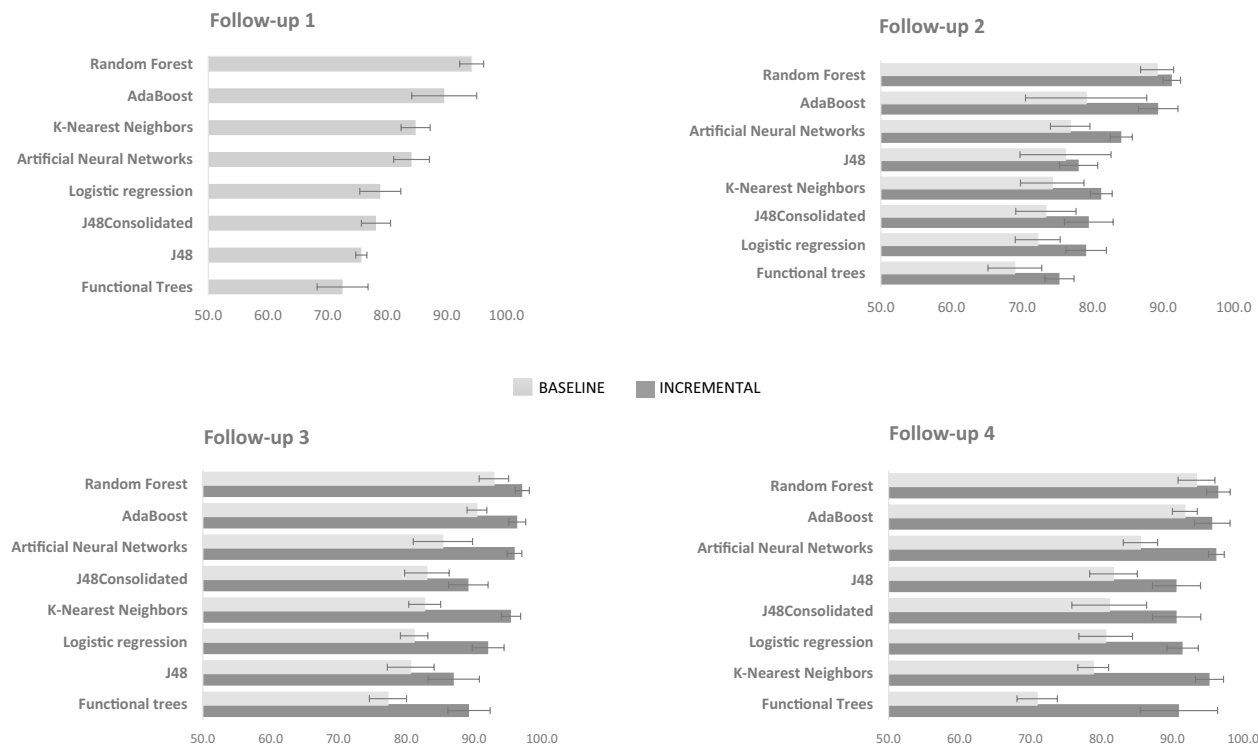 Follow-up 1
Random Forest
AdaBoost
K-Nearest Neighbors
Artificial Neural Networks
Logistic regression
J48Consolidated
J48
Functional Trees
50.0 60.0 70.0 80.0 90.0 100.0
Follow-up 2
Random Forest
AdaBoost
Artificial Neural Networks
J48
K-Nearest Neighbors
J48Consolidated
Logistic regression
Functional trees
50.0 60.0 70.0 80.0 90.0 100.0
BASELINE INCREMENTAL
Follow-up 3
Random Forest
AdaBoost
Artificial Neural Networks
J48Consolidated
K-Nearest Neighbors
Logistic regression
J48
Functional trees
50.0 60.0 70.0 80.0 90.0 100.0
Follow-up 4
Random Forest
AdaBoost
Artificial Neural Networks
J48
J48Consolidated
Logistic regression
K-Nearest Neighbors
Functional Trees
50.0 60.0 70.0 80.0 90.0 100.0